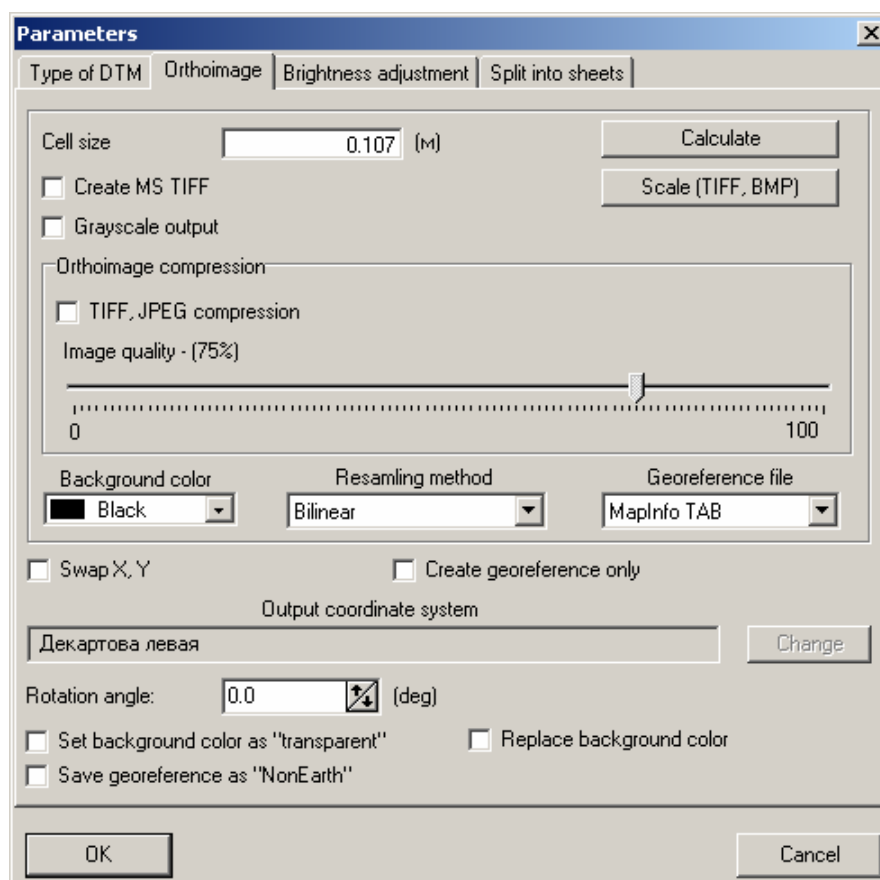 Parameters
Type of DTM Orthoimage Brightness adjustment Split into sheets
Cell size 0.107 (м) Calculate
Create MS TIFF Scale (TIFF, BMP)
Grayscale output
Orthoimage compression
TIFF, JPEG compression
Image quality - (75%)
0 100
Background color Resamling method Georeference file
Black Bilinear MapInfo TAB
Swap X, Y Create georeference only
Output coordinate system
Декартова левая Change
Rotation angle: 0.0 (deg)
Set background color as "transparent" Replace background color
Save georeference as "NonEarth"
OK Cancel